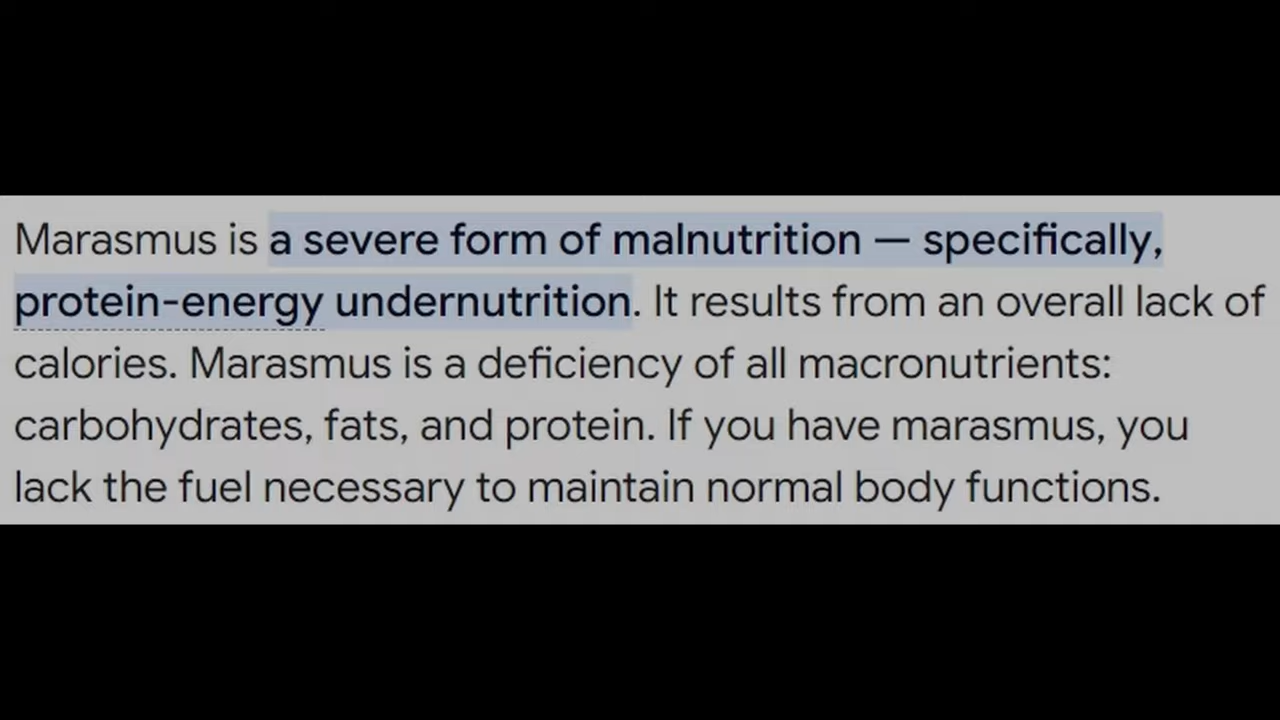 Marasmus is a severe form of malnutrition — specifically,
protein-energy undernutrition. It results from an overall lack of
calories. Marasmus is a deficiency of all macronutrients:
carbohydrates, fats, and protein. If you have marasmus, you
lack the fuel necessary to maintain normal body functions.